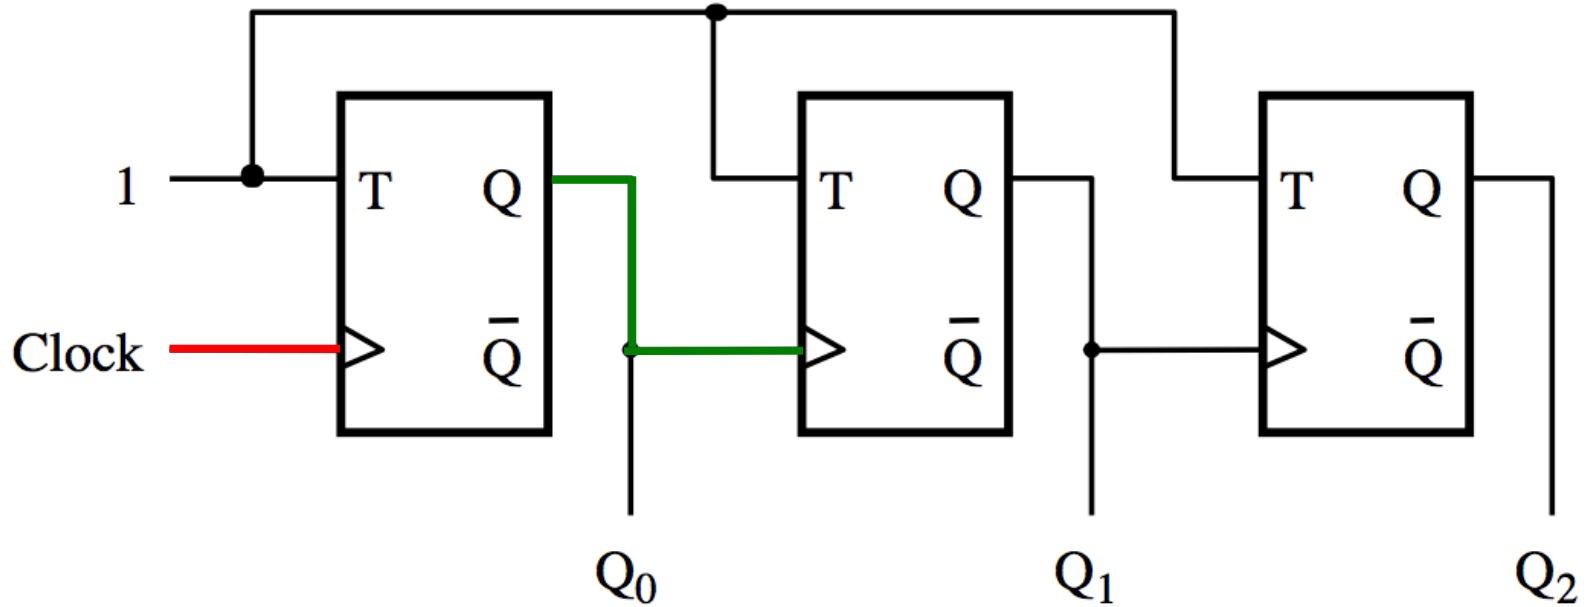 1 T Q T Q T Q
Clock Q̅ Q̅ Q̅
Q₀ Q₁ Q₂